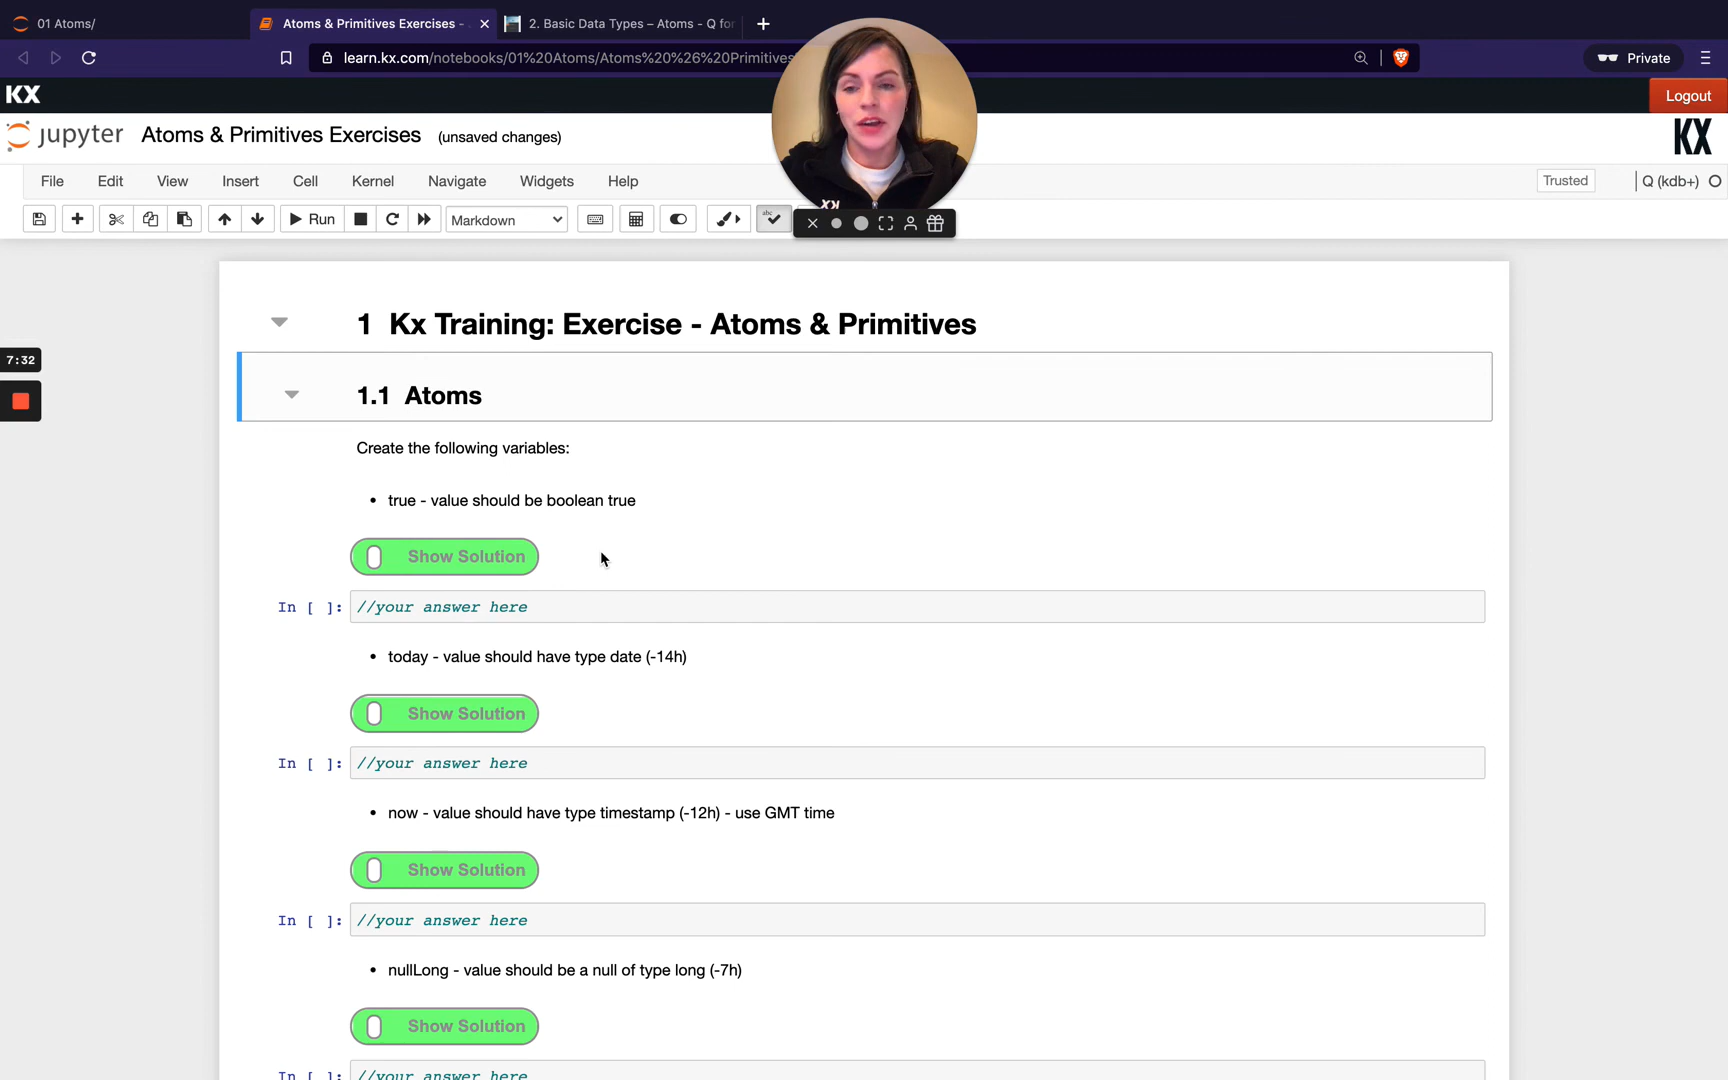 01 Atoms/
Atoms & Primitives Exercises -
2. Basic Data Types – Atoms - Q for
learn.kx.com/notebooks/01%20Atoms/Atoms%20%26%20Primitives
Private
KX
Logout
jupyter Atoms & Primitives Exercises (unsaved changes)
KX
File Edit View Insert Cell Kernel Navigate Widgets Help
Trusted
Q (kdb+)
Run
Markdown
abc
KX
1 Kx Training: Exercise - Atoms & Primitives
7:32
1.1 Atoms
Create the following variables:
• true - value should be boolean true
Show Solution
In [ ]: //your answer here
• today - value should have type date (-14h)
Show Solution
In [ ]: //your answer here
• now - value should have type timestamp (-12h) - use GMT time
Show Solution
In [ ]: //your answer here
• nullLong - value should be a null of type long (-7h)
Show Solution
In [ ]: //your answer here